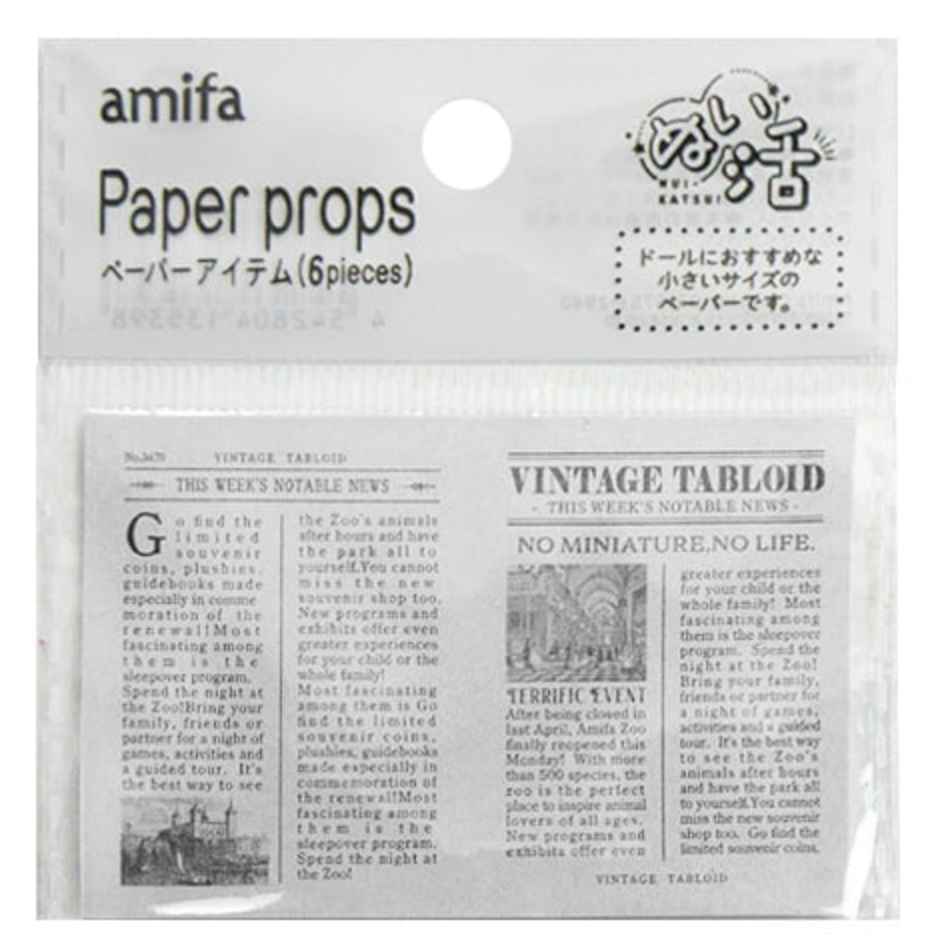 amifa
Paper props
ペーパーアイテム(6pieces)
ぬい活
NUI-
KATSU!
ドールにおすすめな
小さいサイズの
ペーパーです。
No.3479 VINTAGE TABLOID
THIS WEEK'S NOTABLE NEWS
Go find the
limited
souvenir
coins, plushies,
guidebooks made
especially in comme
moration of the
renewal!Most
fascinating among
them is the
sleepover program.
Spend the night at
the Zoo!Bring your
family, friends or
partner for a night of
games, activities and
a guided tour. It's
the best way to see
the Zoo's animals
after hours and have
the park all to
yourself.You cannot
miss the new
souvenir shop too.
New programs and
exhibits offer even
greater experiences
for your child or the
whole family!
Most fascinating
among them is Go
find the limited
souvenir coins,
plushies, guidebooks
made especially in
commemoration of
the renewal!Most
fascinating among
them is the
sleepover program.
Spend the night at
the Zoo!
VINTAGE TABLOID
- THIS WEEK'S NOTABLE NEWS -
NO MINIATURE,NO LIFE.
TERRIFIC EVENT
After being closed in
last April, Amifa Zoo
finally reopened this
Monday! With more
than 500 species, the
zoo is the perfect
place to inspire animal
lovers of all ages.
New programs and
exhibits offer even
greater experiences
for your child or the
whole family! Most
fascinating among
them is the sleepover
program. Spend the
night at the Zoo!
Bring your family,
friends or partner for
a night of games,
activities and a guided
tour. It's the best way
to see the Zoo's
animals after hours
and have the park all
to yourself.You cannot
miss the new souvenir
shop too. Go find the
limited souvenir coins,
VINTAGE TABLOID